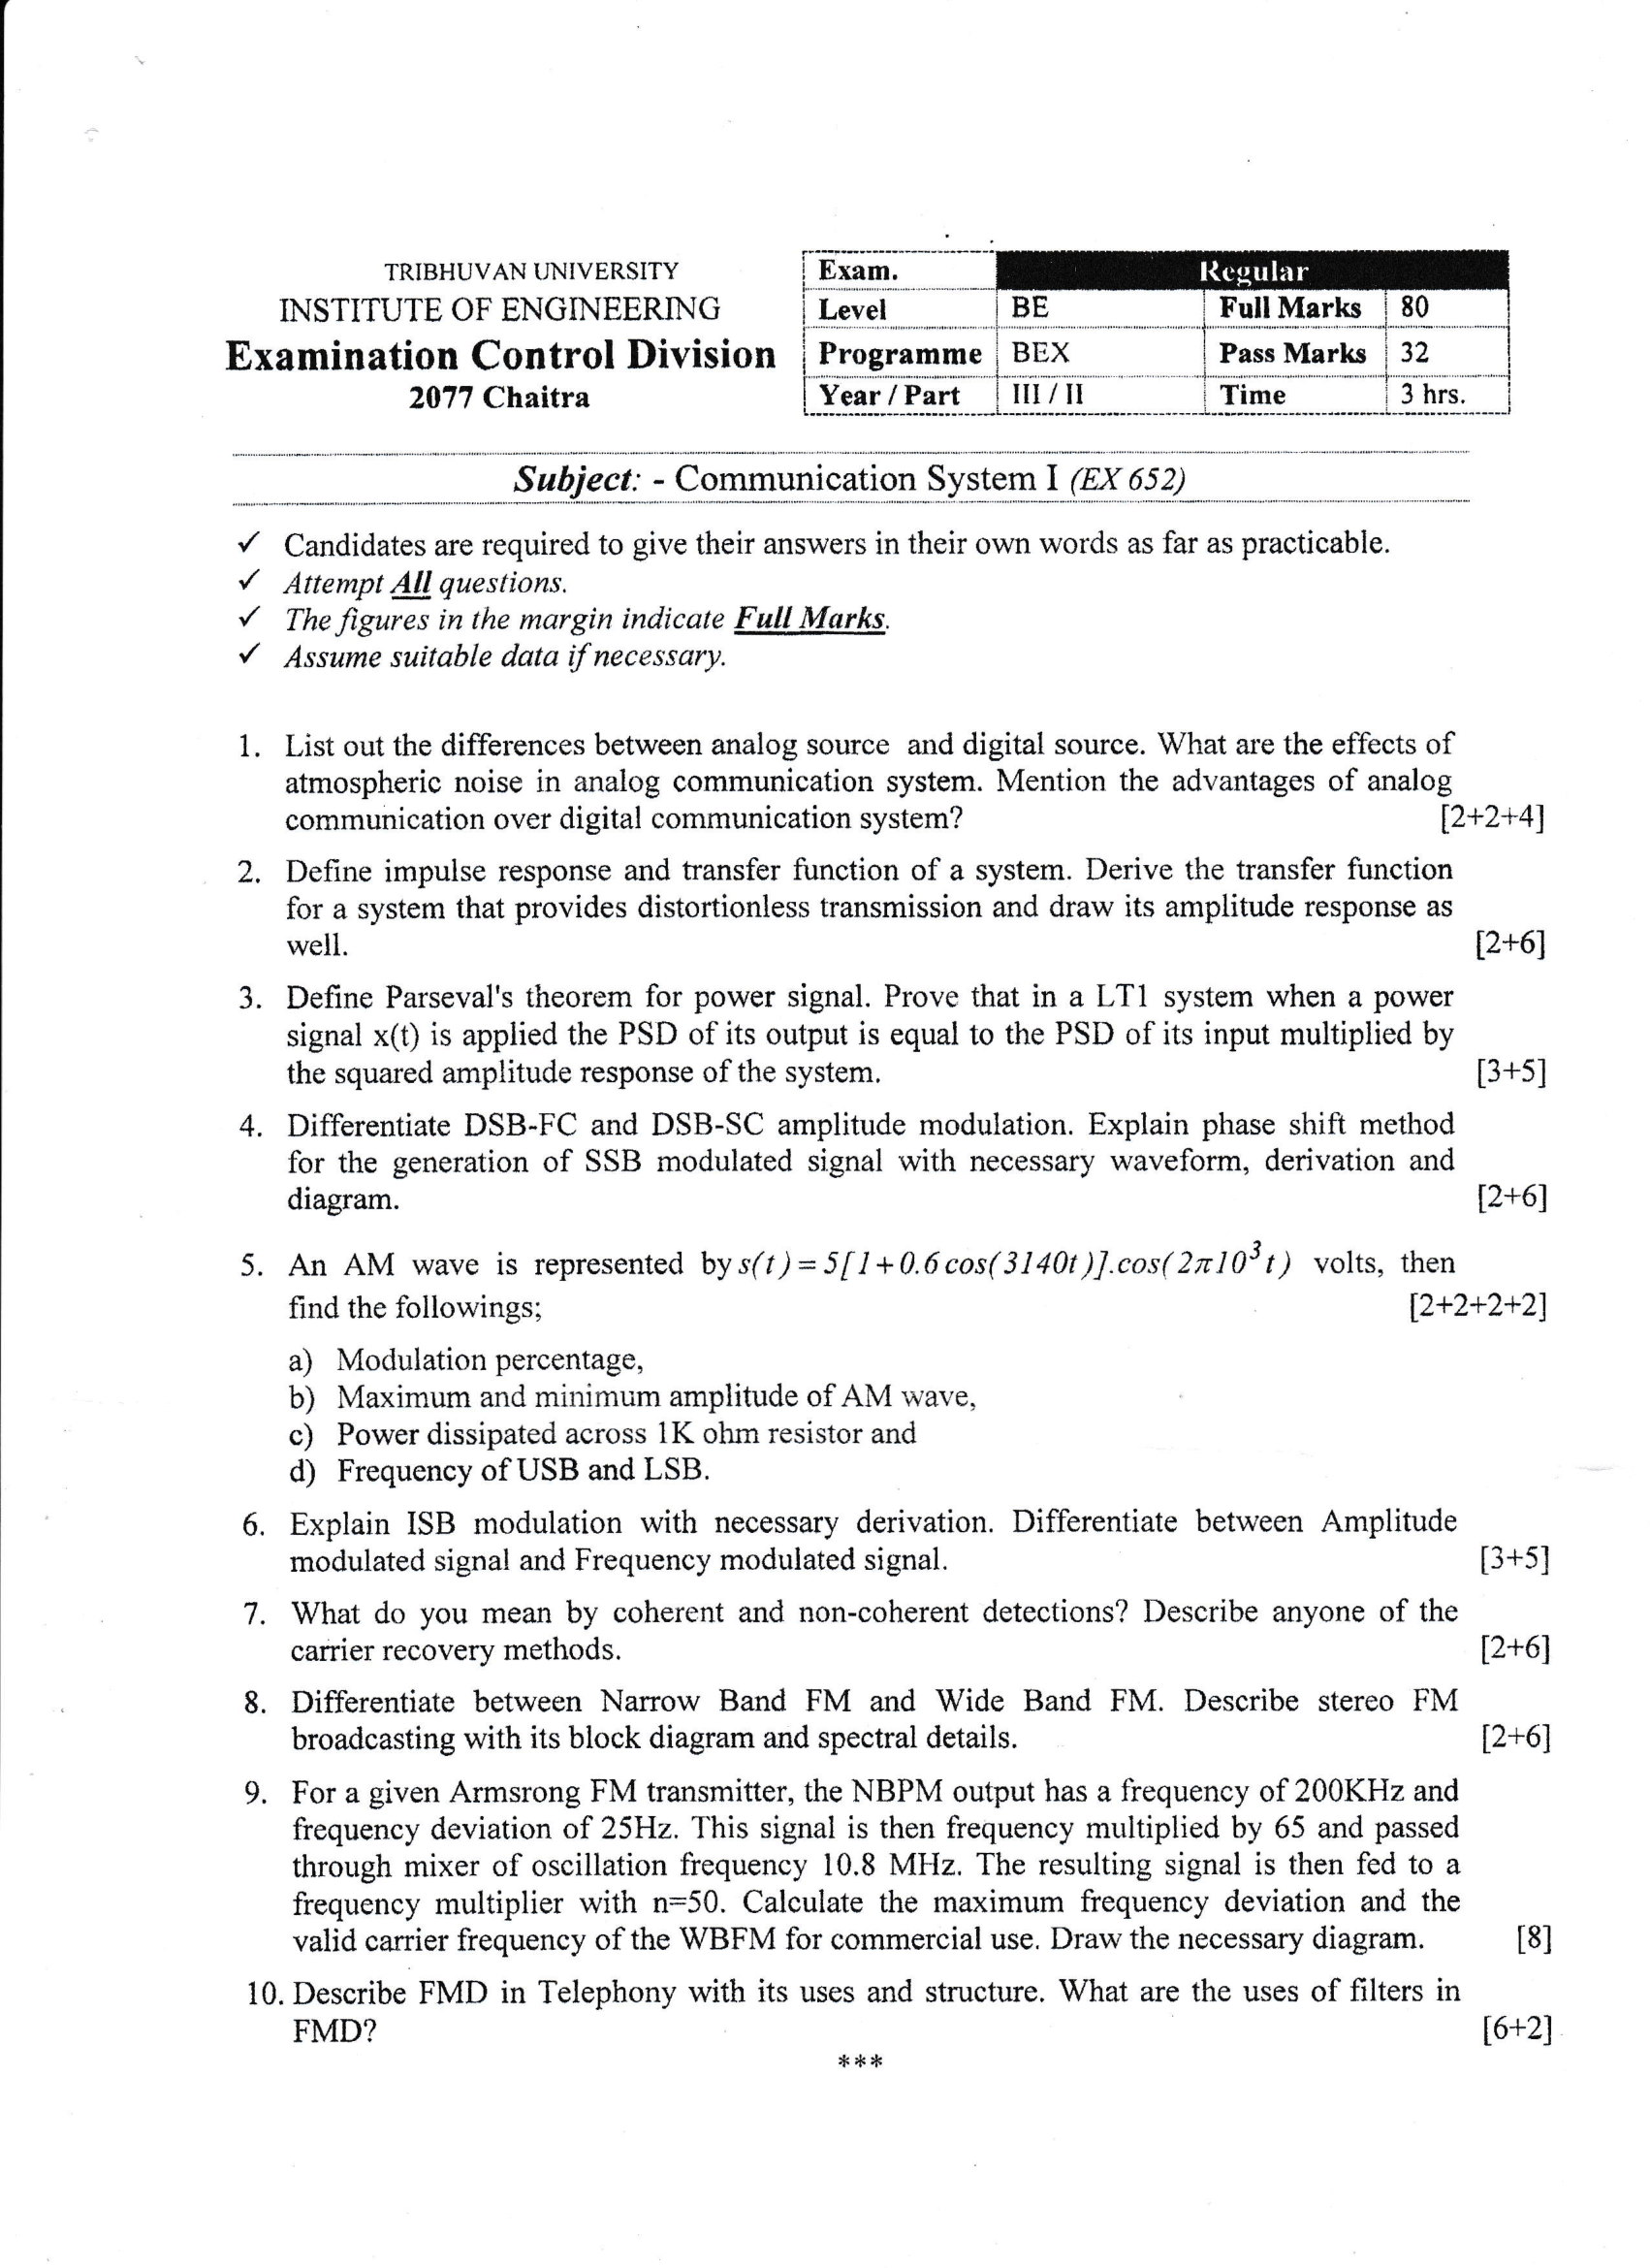 TRIBHUVAN UNIVERSITY
INSTITUTE OF ENGINEERING
Examination Control Division
2077 Chaitra
Exam. Regular
Level BE Full Marks 80
Programme BEX Pass Marks 32
Year / Part III / II Time 3 hrs.
Subject: - Communication System I (EX 652)
✓ Candidates are required to give their answers in their own words as far as practicable.
✓ Attempt All questions.
✓ The figures in the margin indicate Full Marks.
✓ Assume suitable data if necessary.
1. List out the differences between analog source and digital source. What are the effects of
atmospheric noise in analog communication system. Mention the advantages of analog
communication over digital communication system? [2+2+4]
2. Define impulse response and transfer function of a system. Derive the transfer function
for a system that provides distortionless transmission and draw its amplitude response as
well. [2+6]
3. Define Parseval's theorem for power signal. Prove that in a LT1 system when a power
signal x(t) is applied the PSD of its output is equal to the PSD of its input multiplied by
the squared amplitude response of the system. [3+5]
4. Differentiate DSB-FC and DSB-SC amplitude modulation. Explain phase shift method
for the generation of SSB modulated signal with necessary waveform, derivation and
diagram. [2+6]
5. An AM wave is represented by s(t) = 5[1+0.6cos(3140t)].cos(2π10³t) volts, then
find the followings; [2+2+2+2]
a) Modulation percentage,
b) Maximum and minimum amplitude of AM wave,
c) Power dissipated across 1K ohm resistor and
d) Frequency of USB and LSB.
6. Explain ISB modulation with necessary derivation. Differentiate between Amplitude
modulated signal and Frequency modulated signal. [3+5]
7. What do you mean by coherent and non-coherent detections? Describe anyone of the
carrier recovery methods. [2+6]
8. Differentiate between Narrow Band FM and Wide Band FM. Describe stereo FM
broadcasting with its block diagram and spectral details. [2+6]
9. For a given Armsrong FM transmitter, the NBPM output has a frequency of 200KHz and
frequency deviation of 25Hz. This signal is then frequency multiplied by 65 and passed
through mixer of oscillation frequency 10.8 MHz. The resulting signal is then fed to a
frequency multiplier with n=50. Calculate the maximum frequency deviation and the
valid carrier frequency of the WBFM for commercial use. Draw the necessary diagram. [8]
10. Describe FMD in Telephony with its uses and structure. What are the uses of filters in
FMD? [6+2]
***